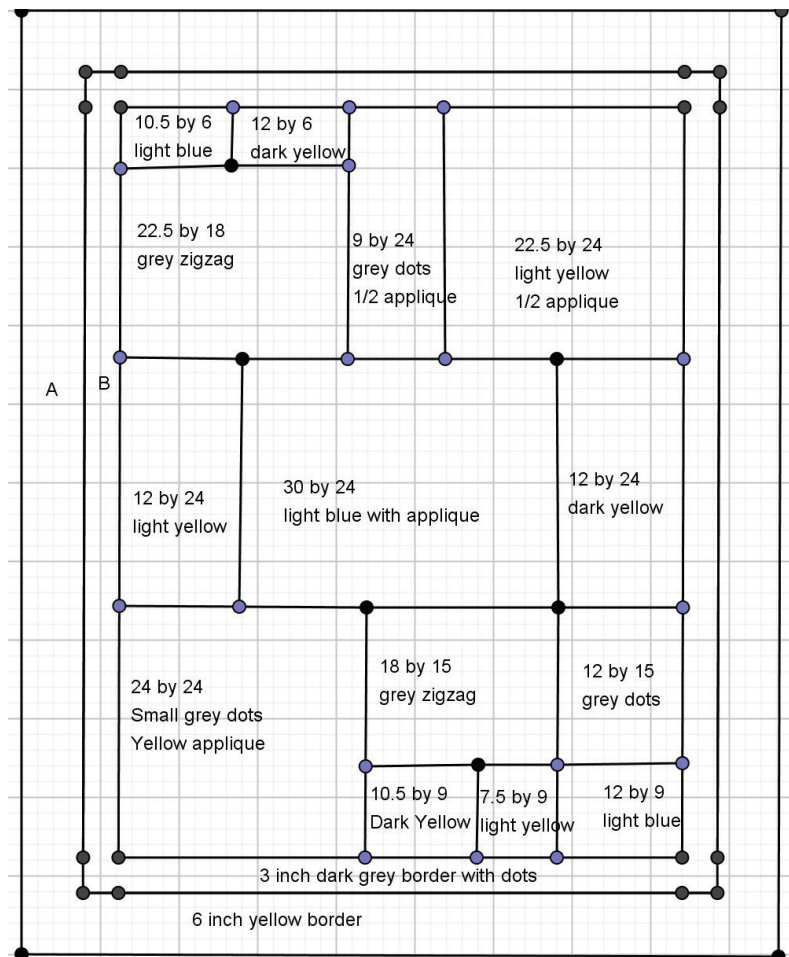 10.5 by 6
light blue
12 by 6
dark yellow
22.5 by 18
grey zigzag
9 by 24
grey dots
1/2 applique
22.5 by 24
light yellow
1/2 applique
A
B
12 by 24
light yellow
30 by 24
light blue with applique
12 by 24
dark yellow
24 by 24
Small grey dots
Yellow applique
18 by 15
grey zigzag
12 by 15
grey dots
10.5 by 9
Dark Yellow
7.5 by 9
light yellow
12 by 9
light blue
3 inch dark grey border with dots
6 inch yellow border